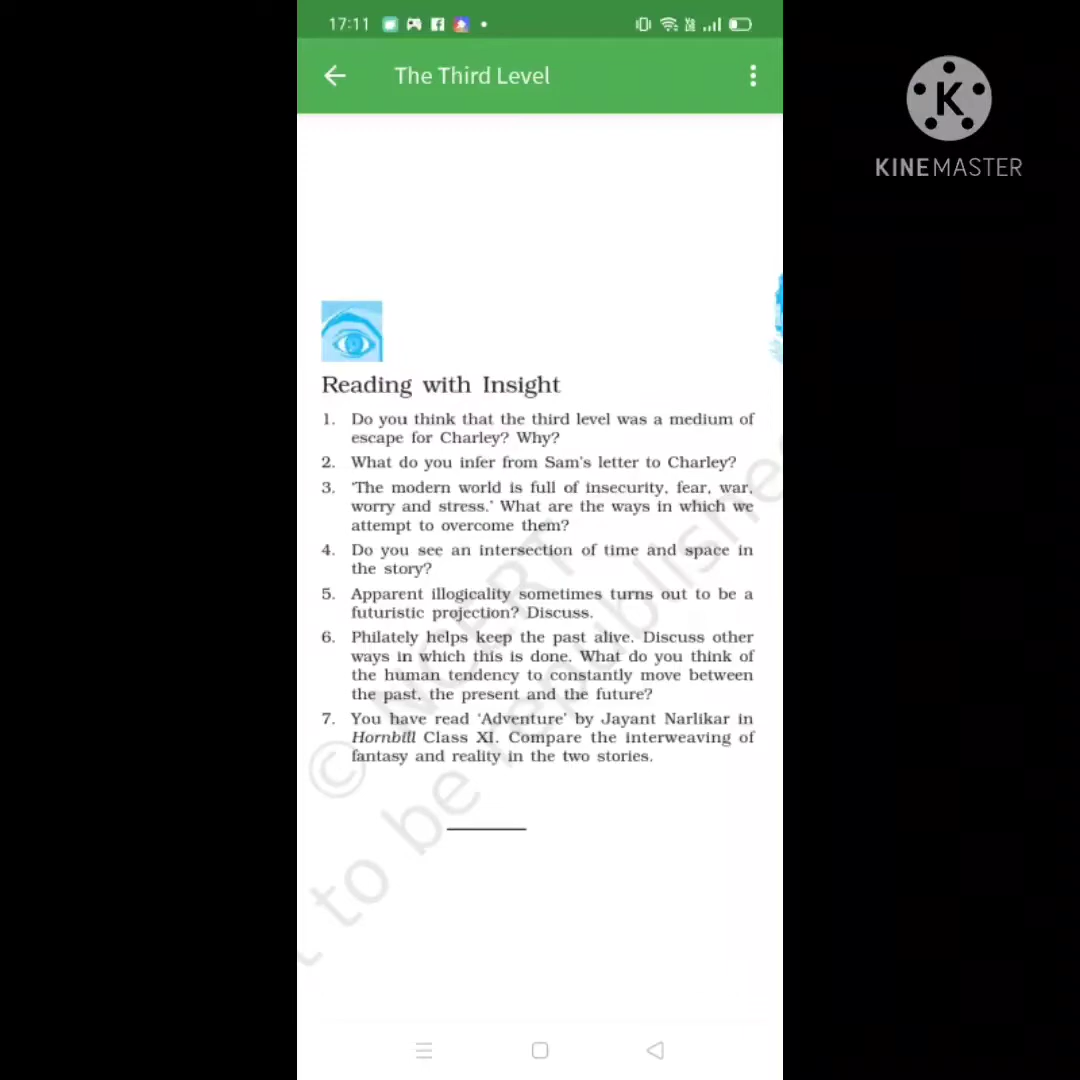 17:11
The Third Level
K
KINEMASTER
Reading with Insight
1. Do you think that the third level was a medium of
escape for Charley? Why?
2. What do you infer from Sam's letter to Charley?
3. 'The modern world is full of insecurity, fear, war,
worry and stress.' What are the ways in which we
attempt to overcome them?
4. Do you see an intersection of time and space in
the story?
5. Apparent illogicality sometimes turns out to be a
futuristic projection? Discuss.
6. Philately helps keep the past alive. Discuss other
ways in which this is done. What do you think of
the human tendency to constantly move between
the past, the present and the future?
7. You have read 'Adventure' by Jayant Narlikar in
Hornbill Class XI. Compare the interweaving of
fantasy and reality in the two stories.
© NCERT
to be republished